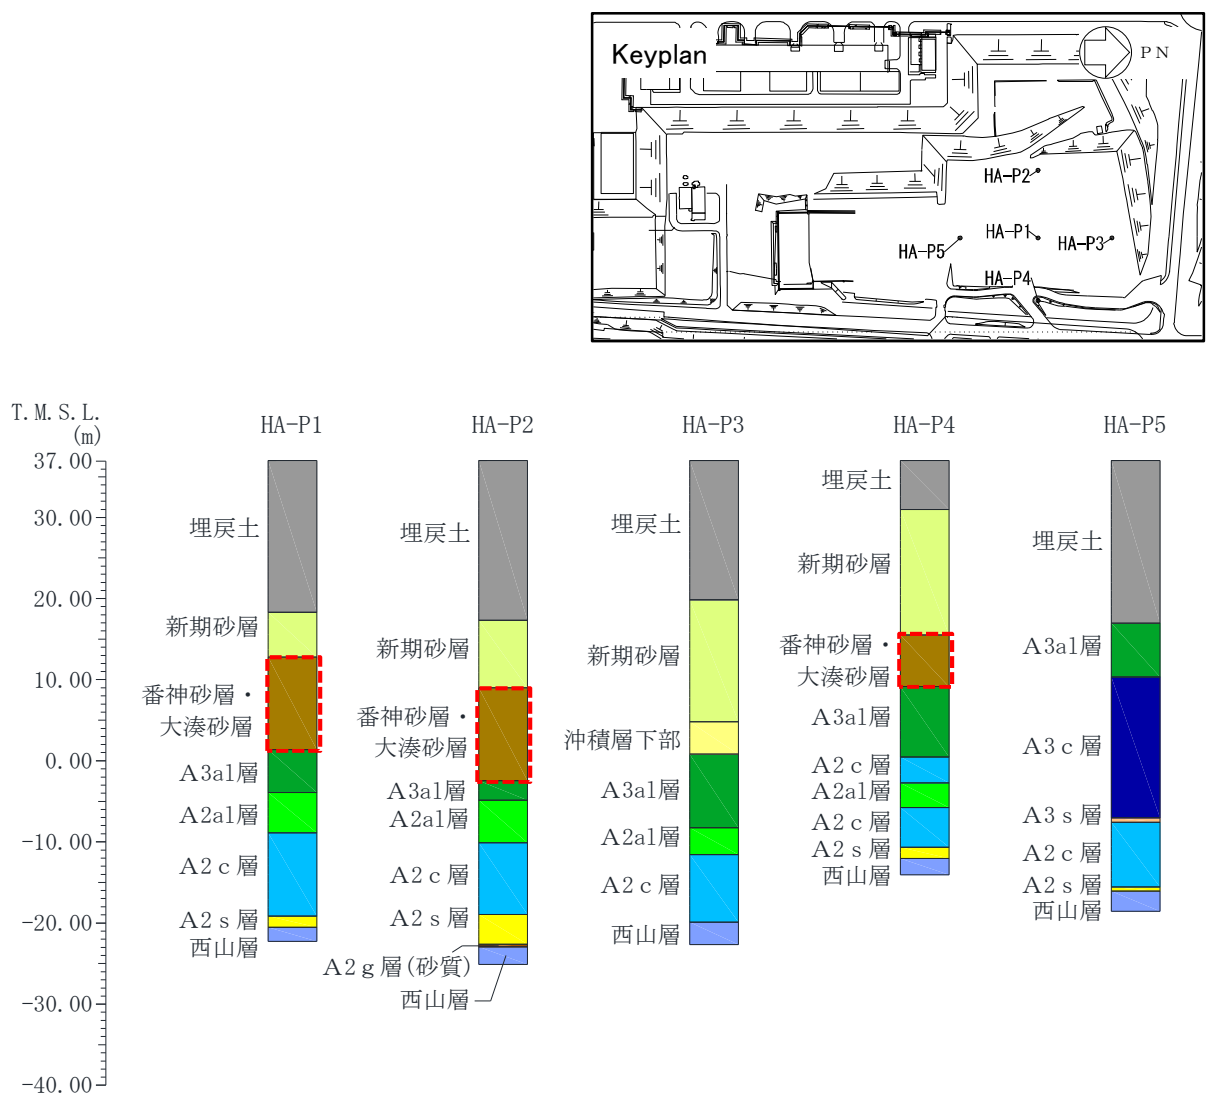 Keyplan
PN
HA-P2
HA-P1
HA-P3
HA-P5
HA-P4
T.M.S.L.
(m)
37.00
30.00
20.00
10.00
0.00
-10.00
-20.00
-30.00
-40.00
HA-P1
埋戻土
新期砂層
番神砂層・
大湊砂層
A3al層
A2al層
A2c層
A2s層
西山層
HA-P2
埋戻土
新期砂層
番神砂層・
大湊砂層
A3al層
A2al層
A2c層
A2s層
A2g層(砂質)
西山層
HA-P3
埋戻土
新期砂層
沖積層下部
A3al層
A2al層
A2c層
西山層
HA-P4
埋戻土
新期砂層
番神砂層・
大湊砂層
A3al層
A2c層
A2al層
A2c層
A2s層
西山層
HA-P5
埋戻土
A3al層
A3c層
A3s層
A2c層
A2s層
西山層